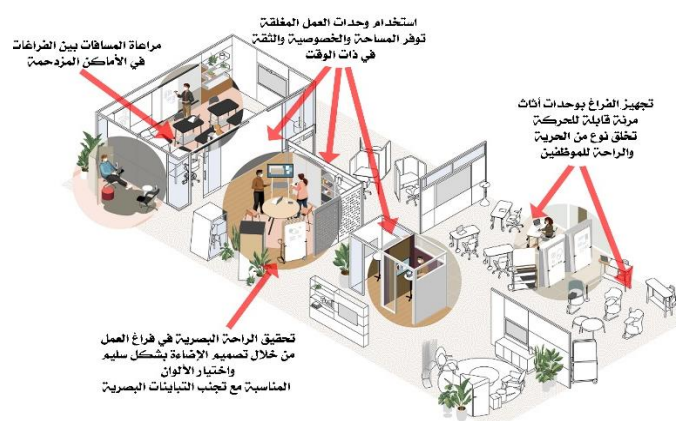 استخدام وحدات العمل المغلقة
توفر المساحة والخصوصية والثقة
في ذات الوقت
مراعاة المسافات بين الفراغات
في الأماكن المزدحمة
تجهيز الفراغ بوحدات أثاث
مرنة قابلة للحركة
تخلق نوع من الحرية
والراحة للموظفين
تحقيق الراحة البصرية في فراغ العمل
من خلال تصميم الإضاءة بشكل سليم
واختيار الألوان
المناسبة مع تجنب التباينات البصرية